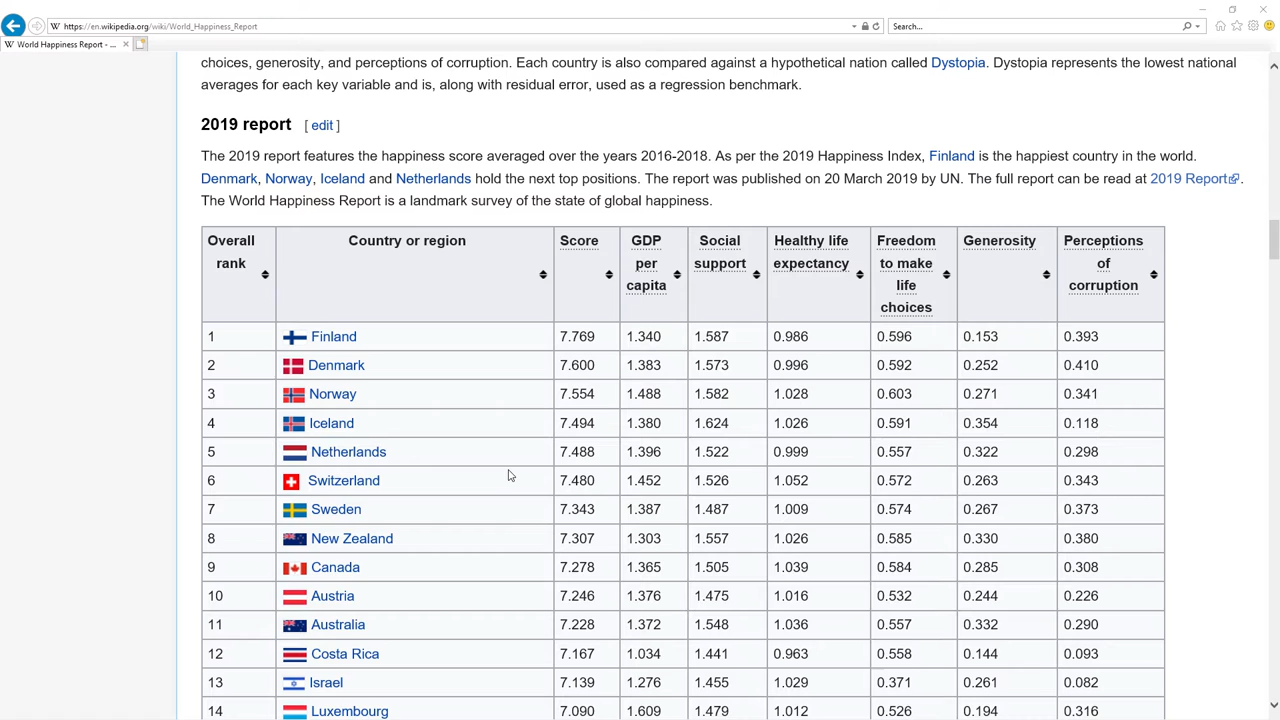 https://en.wikipedia.org/wiki/World_Happiness_Report
Search...
World Happiness Report - ...
choices, generosity, and perceptions of corruption. Each country is also compared against a hypothetical nation called Dystopia. Dystopia represents the lowest national
averages for each key variable and is, along with residual error, used as a regression benchmark.
2019 report [ edit ]
The 2019 report features the happiness score averaged over the years 2016-2018. As per the 2019 Happiness Index, Finland is the happiest country in the world.
Denmark, Norway, Iceland and Netherlands hold the next top positions. The report was published on 20 March 2019 by UN. The full report can be read at 2019 Report.
The World Happiness Report is a landmark survey of the state of global happiness.
Overall rank Country or region Score GDP per capita Social support Healthy life expectancy Freedom to make life choices Generosity Perceptions of corruption
1 Finland 7.769 1.340 1.587 0.986 0.596 0.153 0.393
2 Denmark 7.600 1.383 1.573 0.996 0.592 0.252 0.410
3 Norway 7.554 1.488 1.582 1.028 0.603 0.271 0.341
4 Iceland 7.494 1.380 1.624 1.026 0.591 0.354 0.118
5 Netherlands 7.488 1.396 1.522 0.999 0.557 0.322 0.298
6 Switzerland 7.480 1.452 1.526 1.052 0.572 0.263 0.343
7 Sweden 7.343 1.387 1.487 1.009 0.574 0.267 0.373
8 New Zealand 7.307 1.303 1.557 1.026 0.585 0.330 0.380
9 Canada 7.278 1.365 1.505 1.039 0.584 0.285 0.308
10 Austria 7.246 1.376 1.475 1.016 0.532 0.244 0.226
11 Australia 7.228 1.372 1.548 1.036 0.557 0.332 0.290
12 Costa Rica 7.167 1.034 1.441 0.963 0.558 0.144 0.093
13 Israel 7.139 1.276 1.455 1.029 0.371 0.261 0.082
14 Luxembourg 7.090 1.609 1.479 1.012 0.526 0.194 0.316